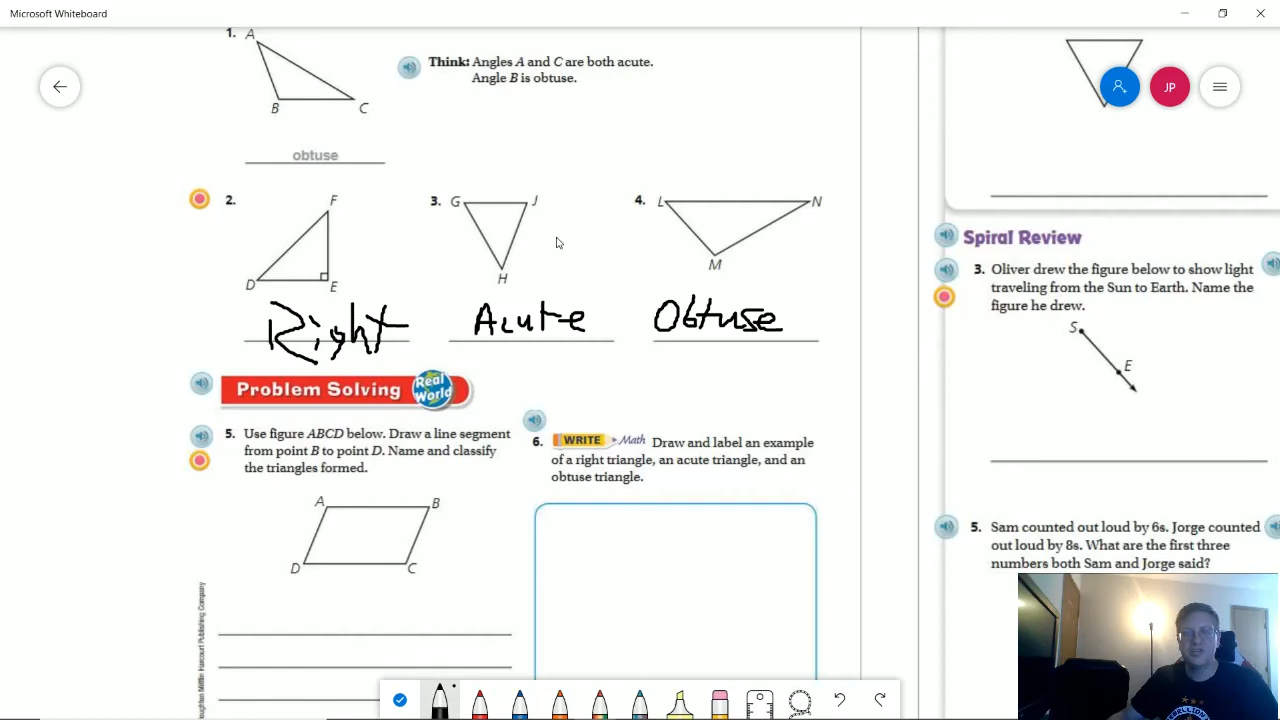 Microsoft Whiteboard
1.
A
B
C
Think: Angles A and C are both acute.
Angle B is obtuse.
obtuse
2.
F
D
E
Right
3.
G
J
H
Acute
4.
L
N
M
Obtuse
Problem Solving
Real
World
5. Use figure ABCD below. Draw a line segment
from point B to point D. Name and classify
the triangles formed.
A
B
D
C
6. WRITE Math Draw and label an example
of a right triangle, an acute triangle, and an
obtuse triangle.
oughton Mifflin Harcourt Publishing Company
JP
Spiral Review
3. Oliver drew the figure below to show light
traveling from the Sun to Earth. Name the
figure he drew.
S
E
5. Sam counted out loud by 6s. Jorge counted
out loud by 8s. What are the first three
numbers both Sam and Jorge said?